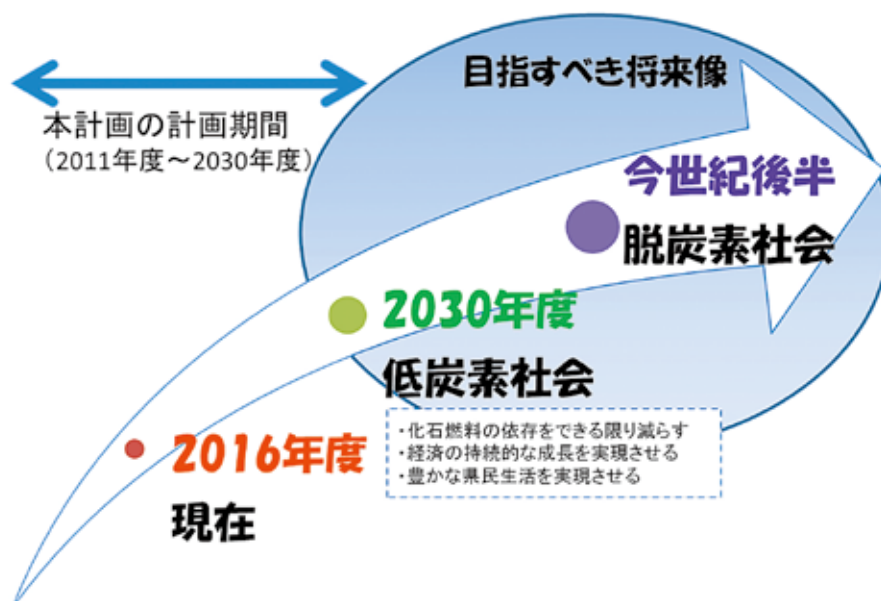 目指すべき将来像
本計画の計画期間
（2011年度～2030年度）
今世紀後半
脱炭素社会
2030年度
低炭素社会
・化石燃料の依存をできる限り減らす
・経済の持続的な成長を実現させる
・豊かな県民生活を実現させる
2016年度
現在